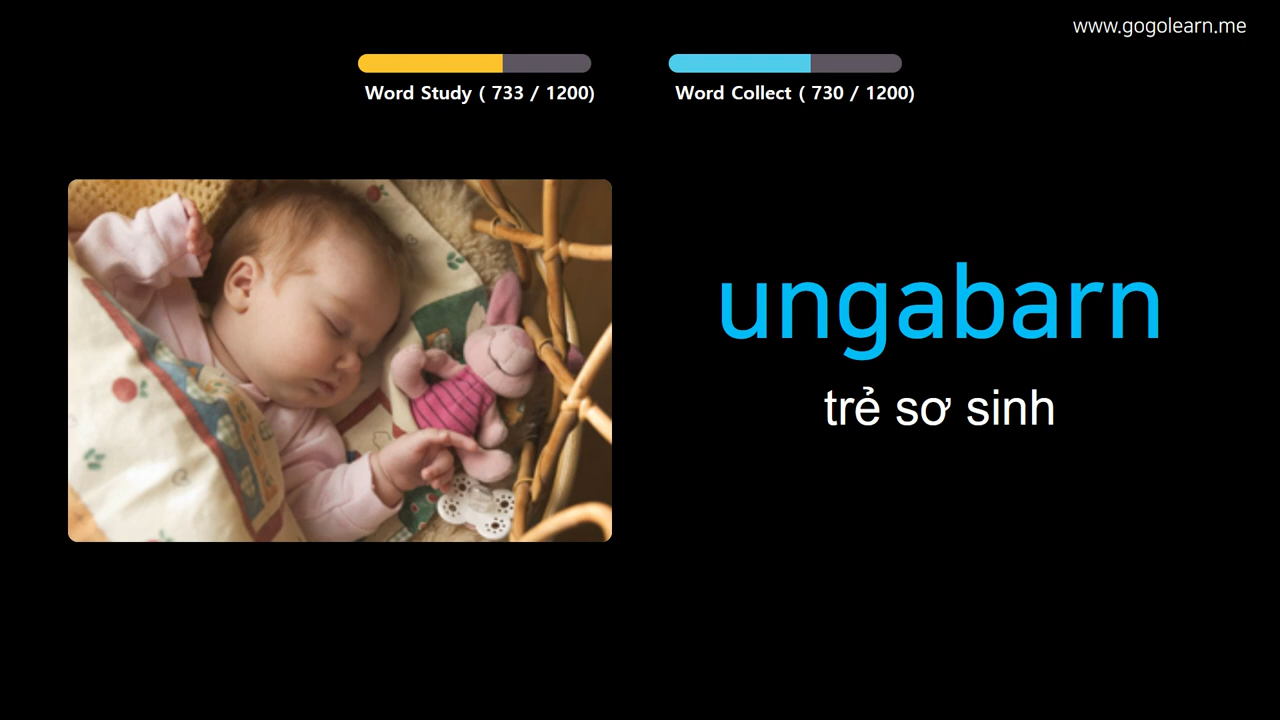 www.gogolearn.me
Word Study ( 733 / 1200)
Word Collect ( 730 / 1200)
ungabarn
trẻ sơ sinh